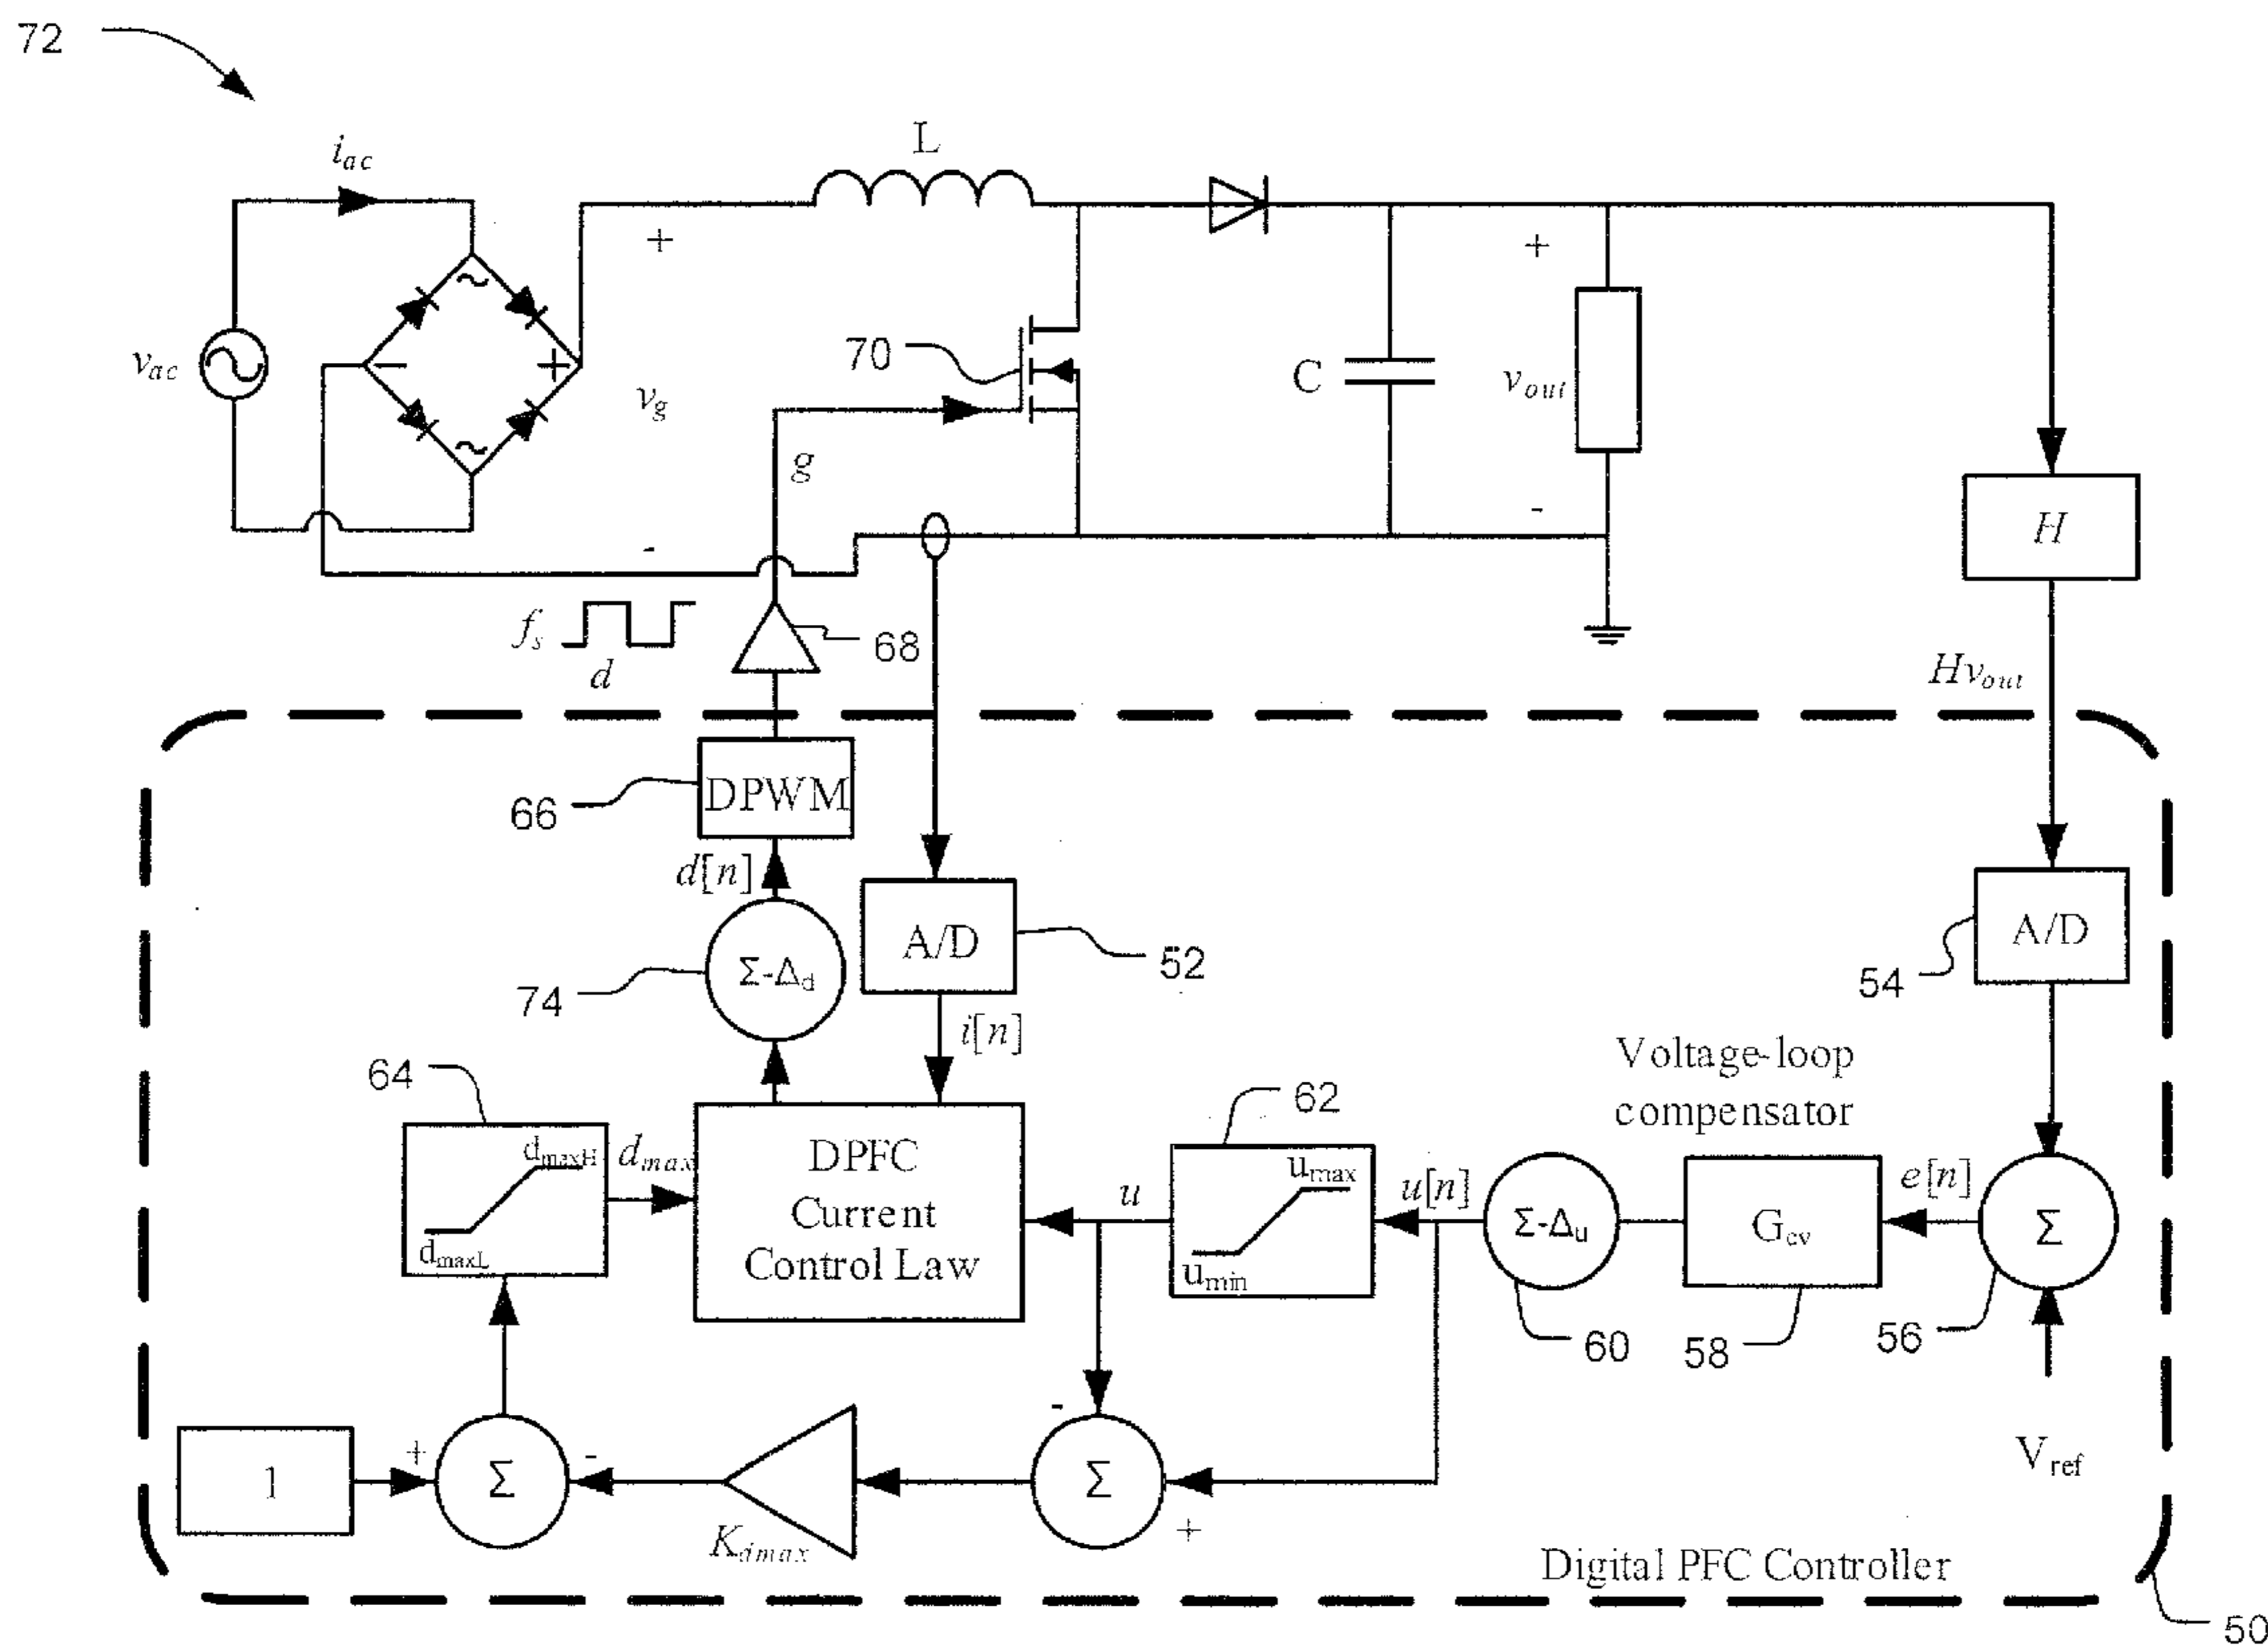 72
i_ac
L
+
+
~
70
v_ac
-
+
v_g
C
v_out
~
g
-
H
-
f_s
68
d
Hv_out
DPWM
66
d[n]
A/D
A/D
Σ-Δ_d
52
74
54
i[n]
Voltage-loop
compensator
64
62
d_maxH
d_max
DPFC
Current
Control Law
u_max
u
u[n]
e[n]
Σ-Δ_u
G_cv
Σ
d_maxL
u_min
60
58
56
-
+
-
1
Σ
Σ
V_ref
K_dmax
+
Digital PFC Controller
50